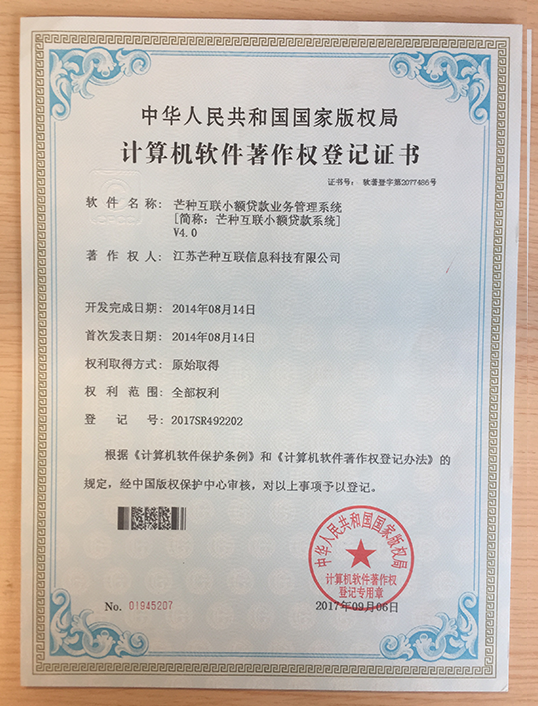 中华人民共和国国家版权局
计算机软件著作权登记证书
证书号： 软著登字第2077486号
CPCC
软件名称： 芒种互联小额贷款业务管理系统
[简称：芒种互联小额贷款系统]
V4.0
著作权人： 江苏芒种互联信息科技有限公司
开发完成日期： 2014年08月14日
首次发表日期： 2014年08月14日
权利取得方式： 原始取得
权利范围： 全部权利
登记号： 2017SR492202
根据《计算机软件保护条例》和《计算机软件著作权登记办法》的
规定，经中国版权保护中心审核，对以上事项予以登记。
中华人民共和国国家版权局
计算机软件著作权
登记专用章
No. 01945207
2017年09月06日